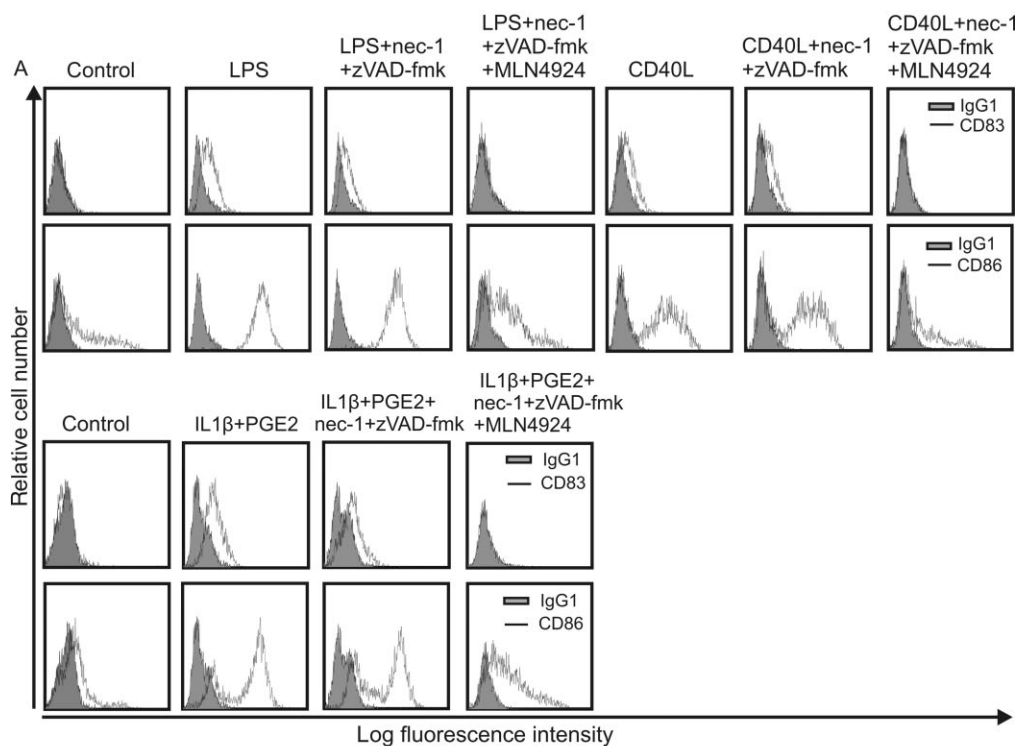 A
Control
LPS
LPS+nec-1
+zVAD-fmk
LPS+nec-1
+zVAD-fmk
+MLN4924
CD40L
CD40L+nec-1
+zVAD-fmk
CD40L+nec-1
+zVAD-fmk
+MLN4924
IgG1
CD83
IgG1
CD86
Control
IL1β+PGE2
IL1β+PGE2+
nec-1+zVAD-fmk
IL1β+PGE2+
nec-1+zVAD-fmk
+MLN4924
IgG1
CD83
IgG1
CD86
Relative cell number
Log fluorescence intensity